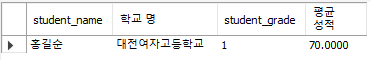 student_name 학교 명 student_grade 평균 성적
홍길순 대전여자고등학교 1 70.0000